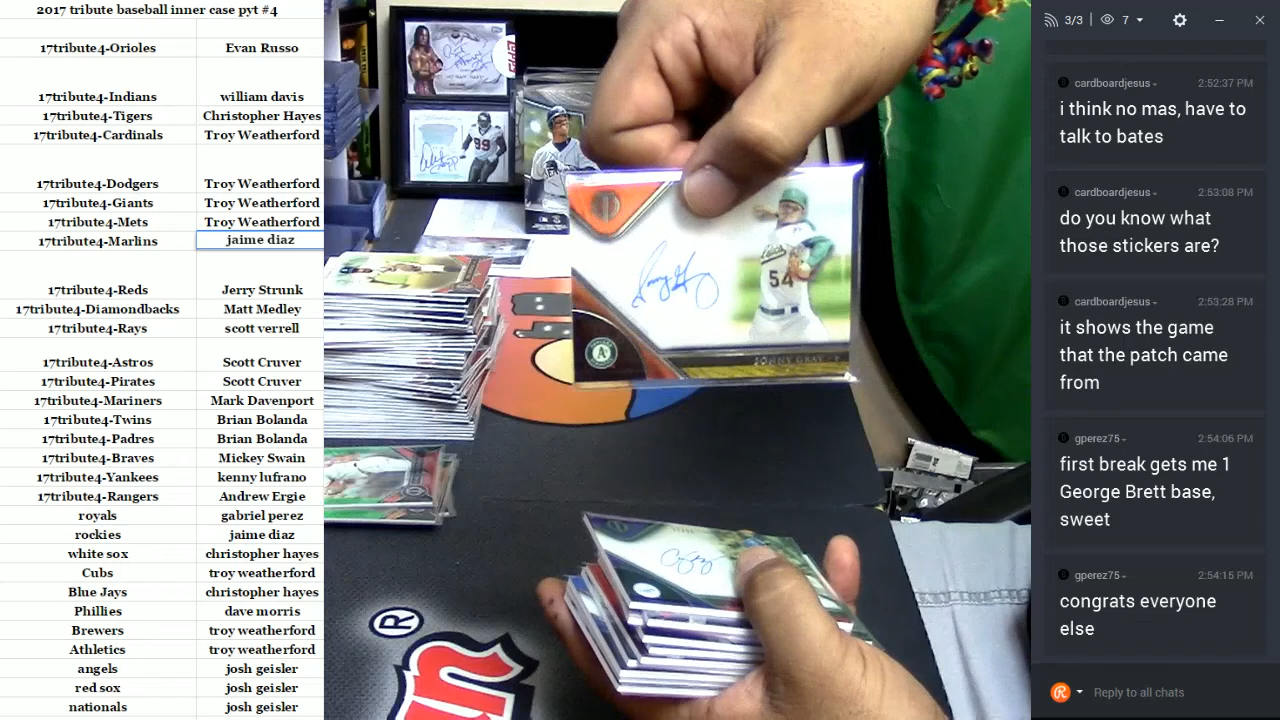 2017 tribute baseball inner case pyt #4
17tribute4-Orioles Evan Russo
17tribute4-Indians william davis
17tribute4-Tigers Christopher Hayes
17tribute4-Cardinals Troy Weatherford
17tribute4-Dodgers Troy Weatherford
17tribute4-Giants Troy Weatherford
17tribute4-Mets Troy Weatherford
17tribute4-Marlins jaime diaz
17tribute4-Reds Jerry Strunk
17tribute4-Diamondbacks Matt Medley
17tribute4-Rays scott verrell
17tribute4-Astros Scott Cruver
17tribute4-Pirates Scott Cruver
17tribute4-Mariners Mark Davenport
17tribute4-Twins Brian Bolanda
17tribute4-Padres Brian Bolanda
17tribute4-Braves Mickey Swain
17tribute4-Yankees kenny lufrano
17tribute4-Rangers Andrew Ergie
royals gabriel perez
rockies jaime diaz
white sox christopher hayes
Cubs troy weatherford
Blue Jays christopher hayes
Phillies dave morris
Brewers troy weatherford
Athletics troy weatherford
angels josh geisler
red sox josh geisler
nationals josh geisler
99
54
SONNY GRAY - P
®
3/3 7
cardboardjesus 2:52:37 PM
i think no mas, have to
talk to bates
cardboardjesus 2:53:08 PM
do you know what
those stickers are?
cardboardjesus 2:53:28 PM
it shows the game
that the patch came
from
gperez75 2:54:06 PM
first break gets me 1
George Brett base,
sweet
gperez75 2:54:15 PM
congrats everyone
else
Reply to all chats